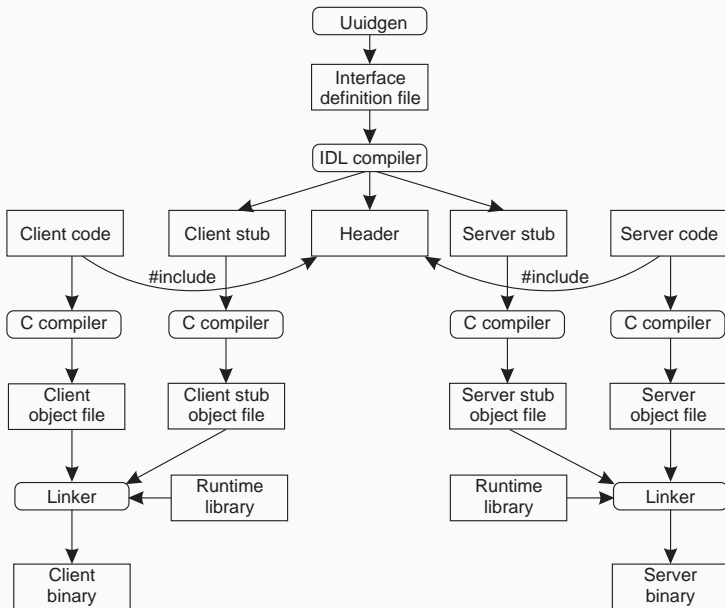 Uuidgen
Interface
definition file
IDL compiler
Client code
Client stub
Header
Server stub
Server code
#include
#include
C compiler
C compiler
C compiler
C compiler
Client
object file
Client stub
object file
Server stub
object file
Server
object file
Linker
Runtime
library
Runtime
library
Linker
Client
binary
Server
binary